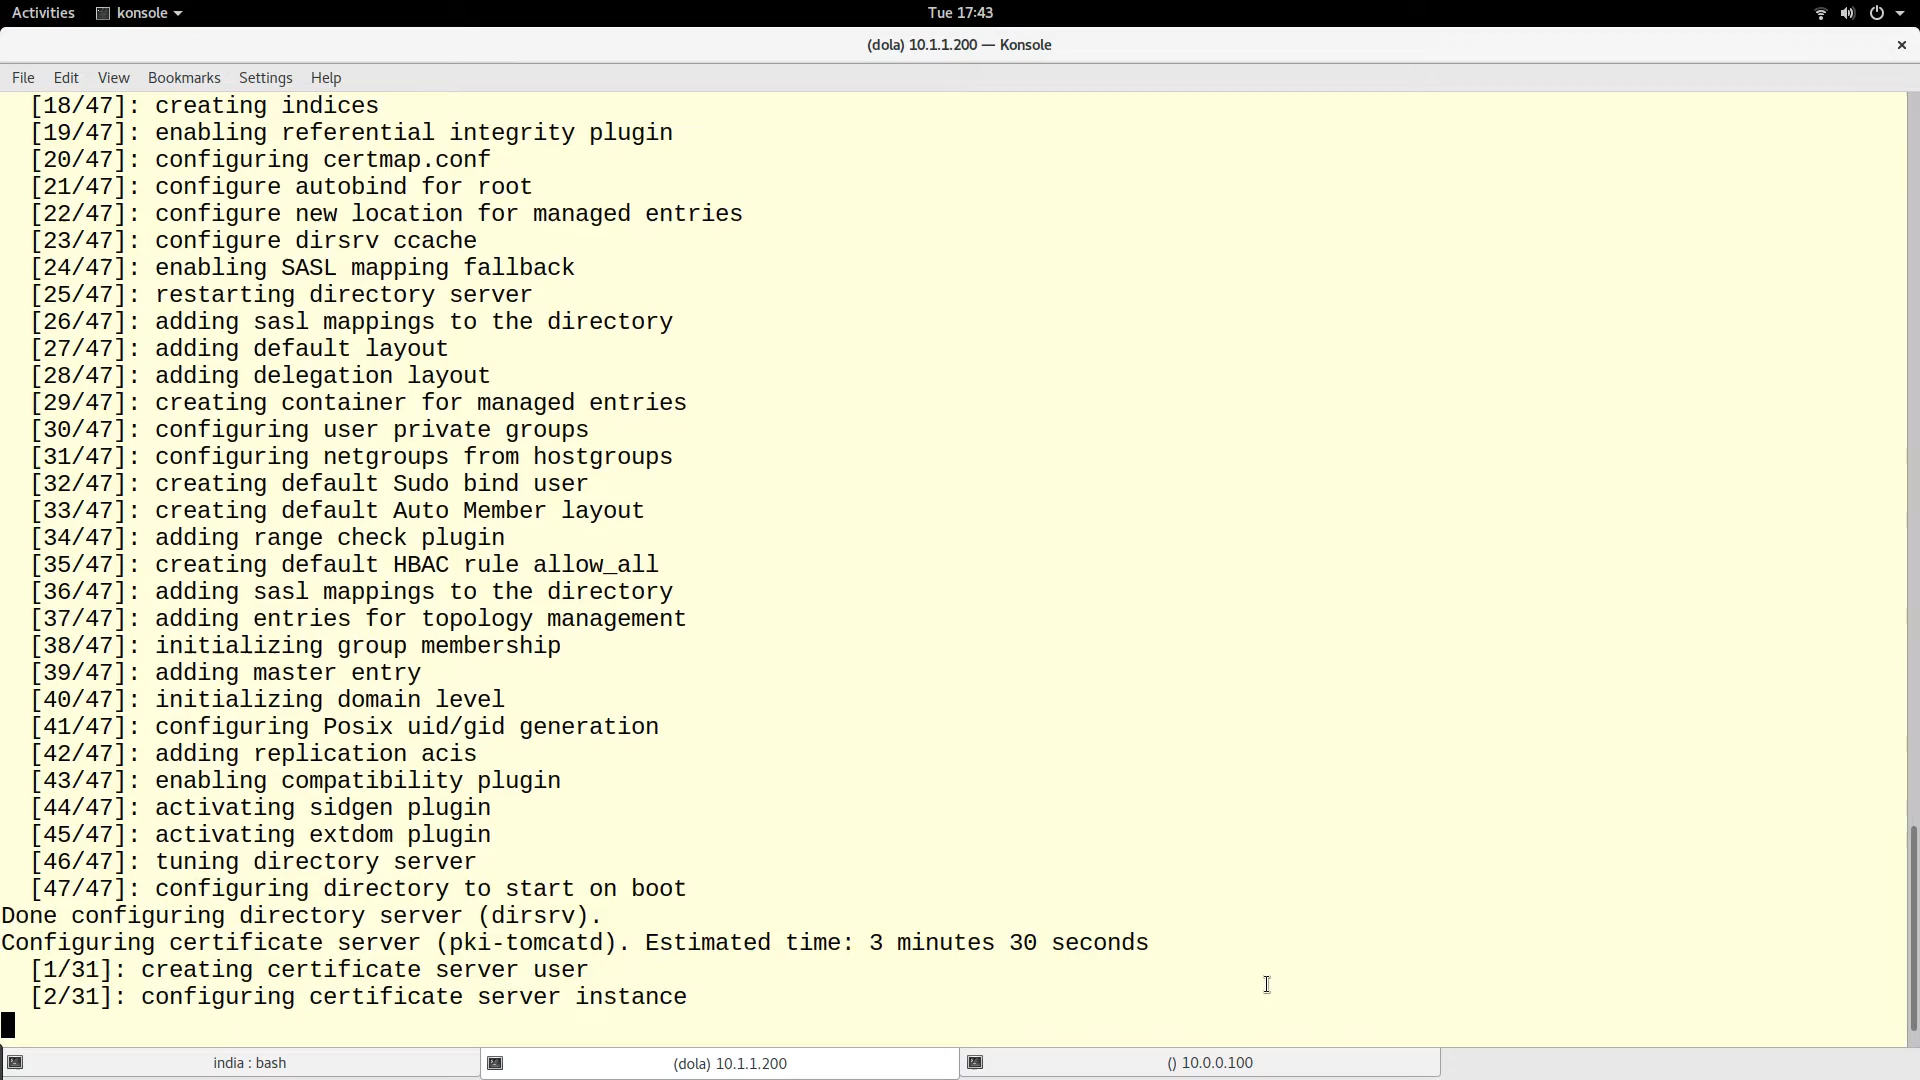 Activities konsole Tue 17:43
(dola) 10.1.1.200 — Konsole ×
File Edit View Bookmarks Settings Help
[18/47]: creating indices
[19/47]: enabling referential integrity plugin
[20/47]: configuring certmap.conf
[21/47]: configure autobind for root
[22/47]: configure new location for managed entries
[23/47]: configure dirsrv ccache
[24/47]: enabling SASL mapping fallback
[25/47]: restarting directory server
[26/47]: adding sasl mappings to the directory
[27/47]: adding default layout
[28/47]: adding delegation layout
[29/47]: creating container for managed entries
[30/47]: configuring user private groups
[31/47]: configuring netgroups from hostgroups
[32/47]: creating default Sudo bind user
[33/47]: creating default Auto Member layout
[34/47]: adding range check plugin
[35/47]: creating default HBAC rule allow_all
[36/47]: adding sasl mappings to the directory
[37/47]: adding entries for topology management
[38/47]: initializing group membership
[39/47]: adding master entry
[40/47]: initializing domain level
[41/47]: configuring Posix uid/gid generation
[42/47]: adding replication acis
[43/47]: enabling compatibility plugin
[44/47]: activating sidgen plugin
[45/47]: activating extdom plugin
[46/47]: tuning directory server
[47/47]: configuring directory to start on boot
Done configuring directory server (dirsrv).
Configuring certificate server (pki-tomcatd). Estimated time: 3 minutes 30 seconds
[1/31]: creating certificate server user
[2/31]: configuring certificate server instance
india : bash (dola) 10.1.1.200 () 10.0.0.100